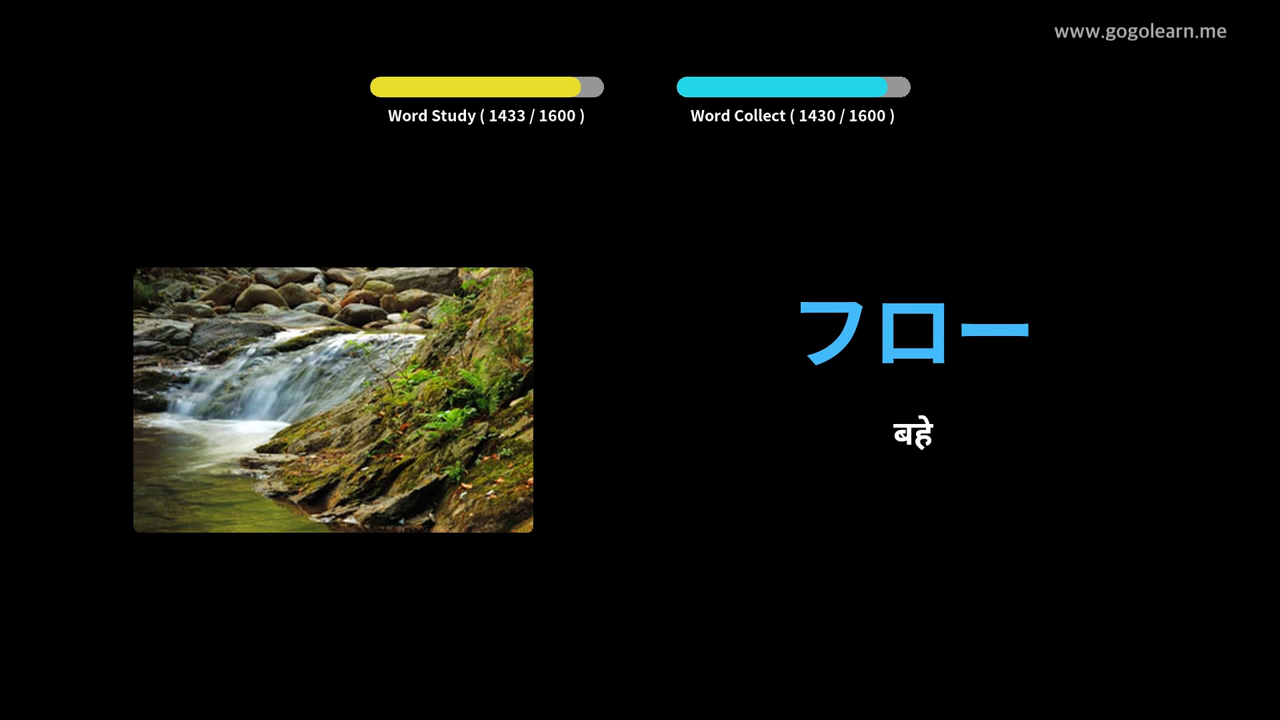 www.gogolearn.me
Word Study ( 1433 / 1600 )
Word Collect ( 1430 / 1600 )
フロー
बहे